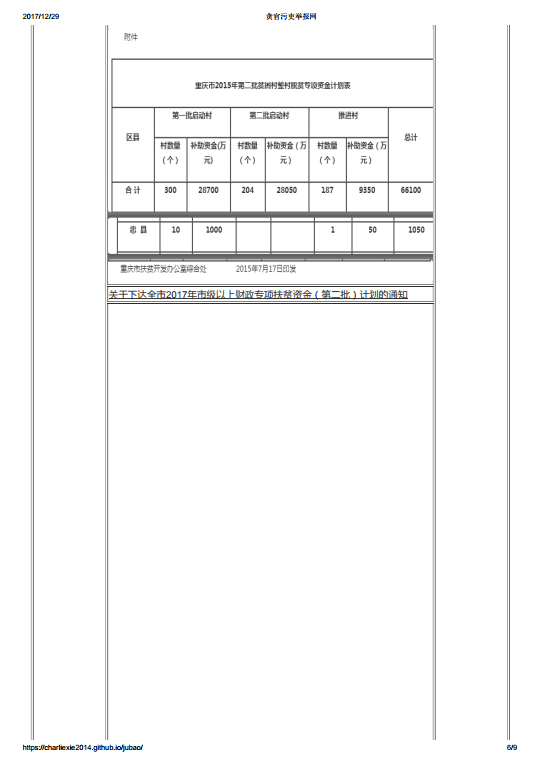 2017/12/29 贪官污吏举报网
附件
重庆市2015年第二批贫困村整村脱贫专项资金计划表
区县 第一批启动村 第二批启动村 推进村 总计
村数量（个） 补助资金(万元) 村数量（个） 补助资金（万元） 村数量（个） 补助资金（万元）
合 计 300 28700 204 28050 187 9350 66100
忠 县 10 1000 1 50 1050
重庆市扶贫开发办公室综合处 2015年7月17日印发
关于下达全市2017年市级以上财政专项扶贫资金（第二批）计划的通知
https://charliexie2014.github.io/jubao/ 6/9